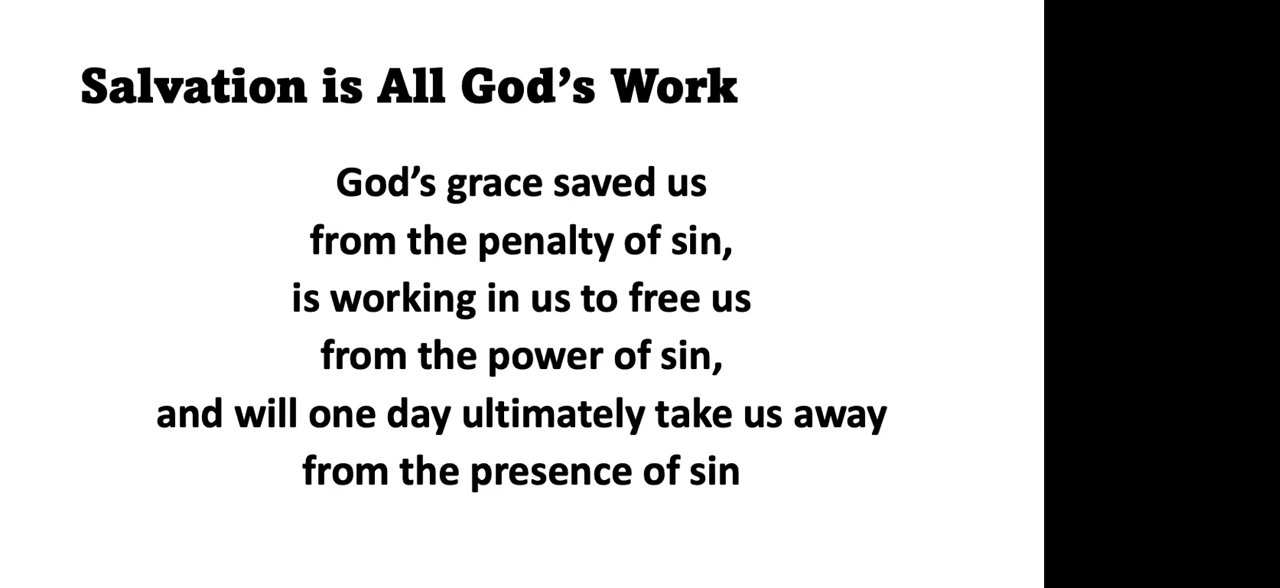 Salvation is All God’s Work
God’s grace saved us
from the penalty of sin,
is working in us to free us
from the power of sin,
and will one day ultimately take us away
from the presence of sin